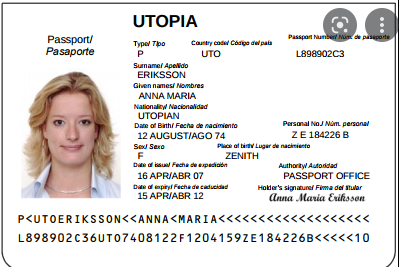 UTOPIA
Passport/
Pasaporte
Type/ Tipo
Country code/ Código del país
Passport Number/ Núm. de pasaporte
P
UTO
L898902C3
Surname/ Apellido
ERIKSSON
Given names/ Nombres
ANNA MARIA
Nationality/ Nacionalidad
UTOPIAN
Date of Birth/ Fecha de nacimiento
Personal No./ Núm. personal
12 AUGUST/AGO 74
Z E 184226 B
Sex/ Sexo
Place of birth/ Lugar de nacimiento
F
ZENITH
Date of issue/ Fecha de expedición
Authority/ Autoridad
16 APR/ABR 07
PASSPORT OFFICE
Date of expiry/ Fecha de caducidad
Holder's signature/ Firma del titular
15 APR/ABR 12
Anna Maria Eriksson
P<UTOERIKSSON<<ANNA<MARIA<<<<<<<<<<<<<<<<<<<
L898902C36UTO7408122F1204159ZE184226B<<<<<10